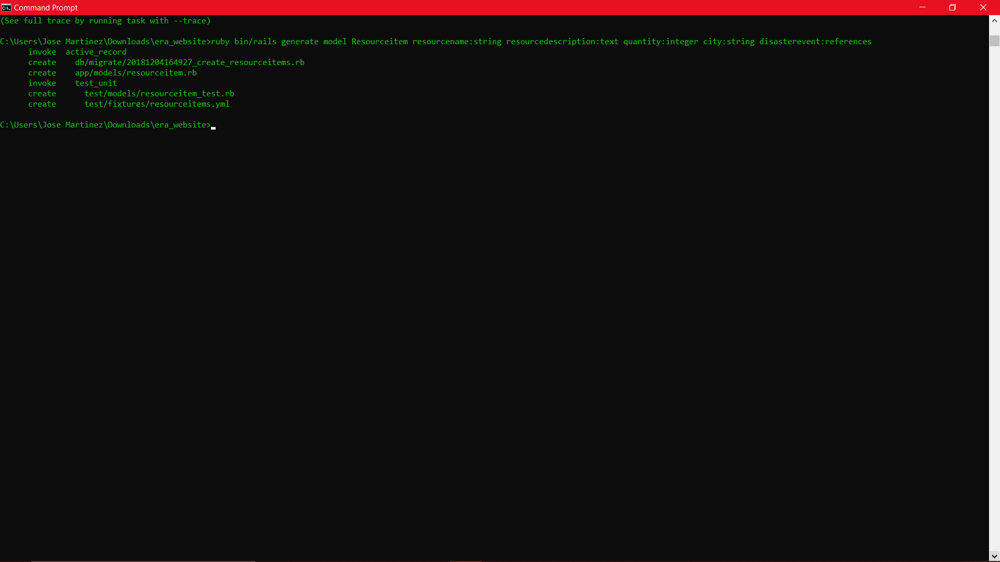 Command Prompt
(See full trace by running task with --trace)
C:\Users\Jose Martinez\Downloads\era_website>ruby bin/rails generate model Resourceitem resourcename:string resourcedescription:text quantity:integer city:string disasterevent:references
invoke  active_record
create    db/migrate/20181204164927_create_resourceitems.rb
create    app/models/resourceitem.rb
invoke    test_unit
create      test/models/resourceitem_test.rb
create      test/fixtures/resourceitems.yml
C:\Users\Jose Martinez\Downloads\era_website>